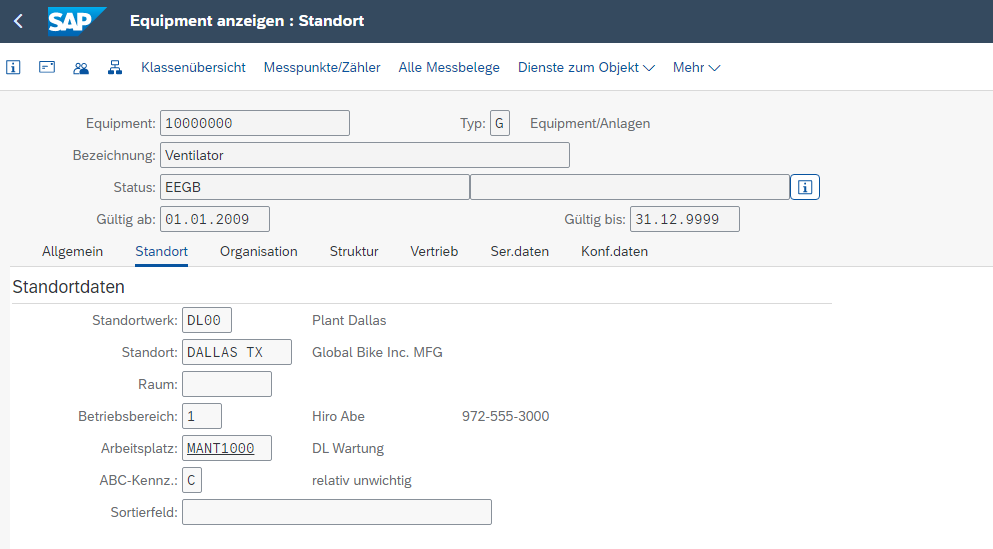 SAP Equipment anzeigen : Standort
Klassenübersicht Messpunkte/Zähler Alle Messbelege Dienste zum Objekt Mehr
Equipment: 10000000 Typ: G Equipment/Anlagen
Bezeichnung: Ventilator
Status: EEGB
Gültig ab: 01.01.2009 Gültig bis: 31.12.9999
Allgemein Standort Organisation Struktur Vertrieb Ser.daten Konf.daten
Standortdaten
Standortwerk: DL00 Plant Dallas
Standort: DALLAS TX Global Bike Inc. MFG
Raum:
Betriebsbereich: 1 Hiro Abe 972-555-3000
Arbeitsplatz: MANT1000 DL Wartung
ABC-Kennz.: C relativ unwichtig
Sortierfeld: